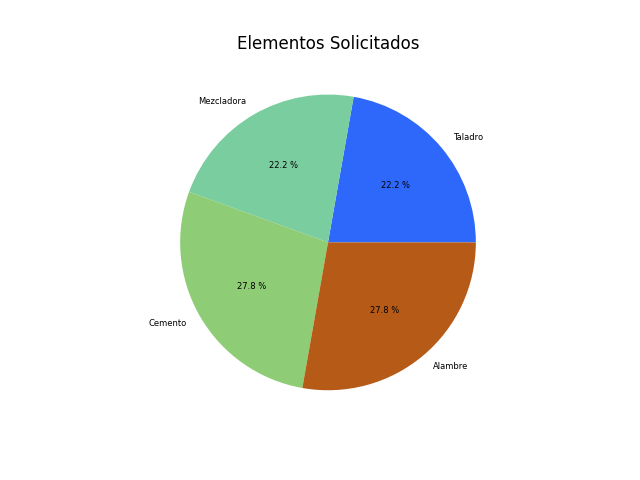 Elementos Solicitados
Mezcladora
Taladro
22.2 %
22.2 %
27.8 %
27.8 %
Cemento
Alambre